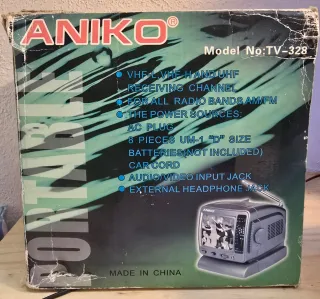 ANIKO®
Model No:TV-328
PORTABLE
VHF-L,VHF-H AND UHF
RECEIVING CHANNEL
FOR ALL RADIO BANDS AM/FM
THE POWER SOURCES:
AC PLUG
8 PIECES UM-1 "D" SIZE
BATTERIES(NOT INCLUDED)
CAR CORD
AUDIO/VIDEO INPUT JACK
EXTERNAL HEADPHONE JACK
MADE IN CHINA